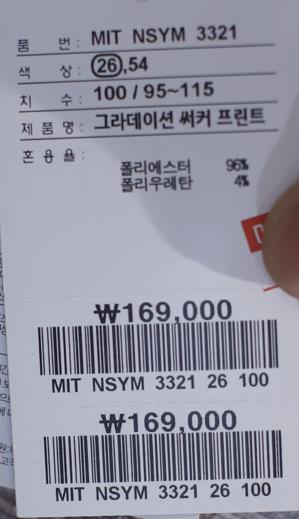 품 번: MIT NSYM 3321
색 상: 26,54
치 수: 100 / 95~115
제 품 명: 그라데이션 써커 프린트
혼 용 율:
폴리에스터 96%
폴리우레탄 4%
₩169,000
MIT NSYM 3321 26 100
₩169,000
MIT NSYM 3321 26 100